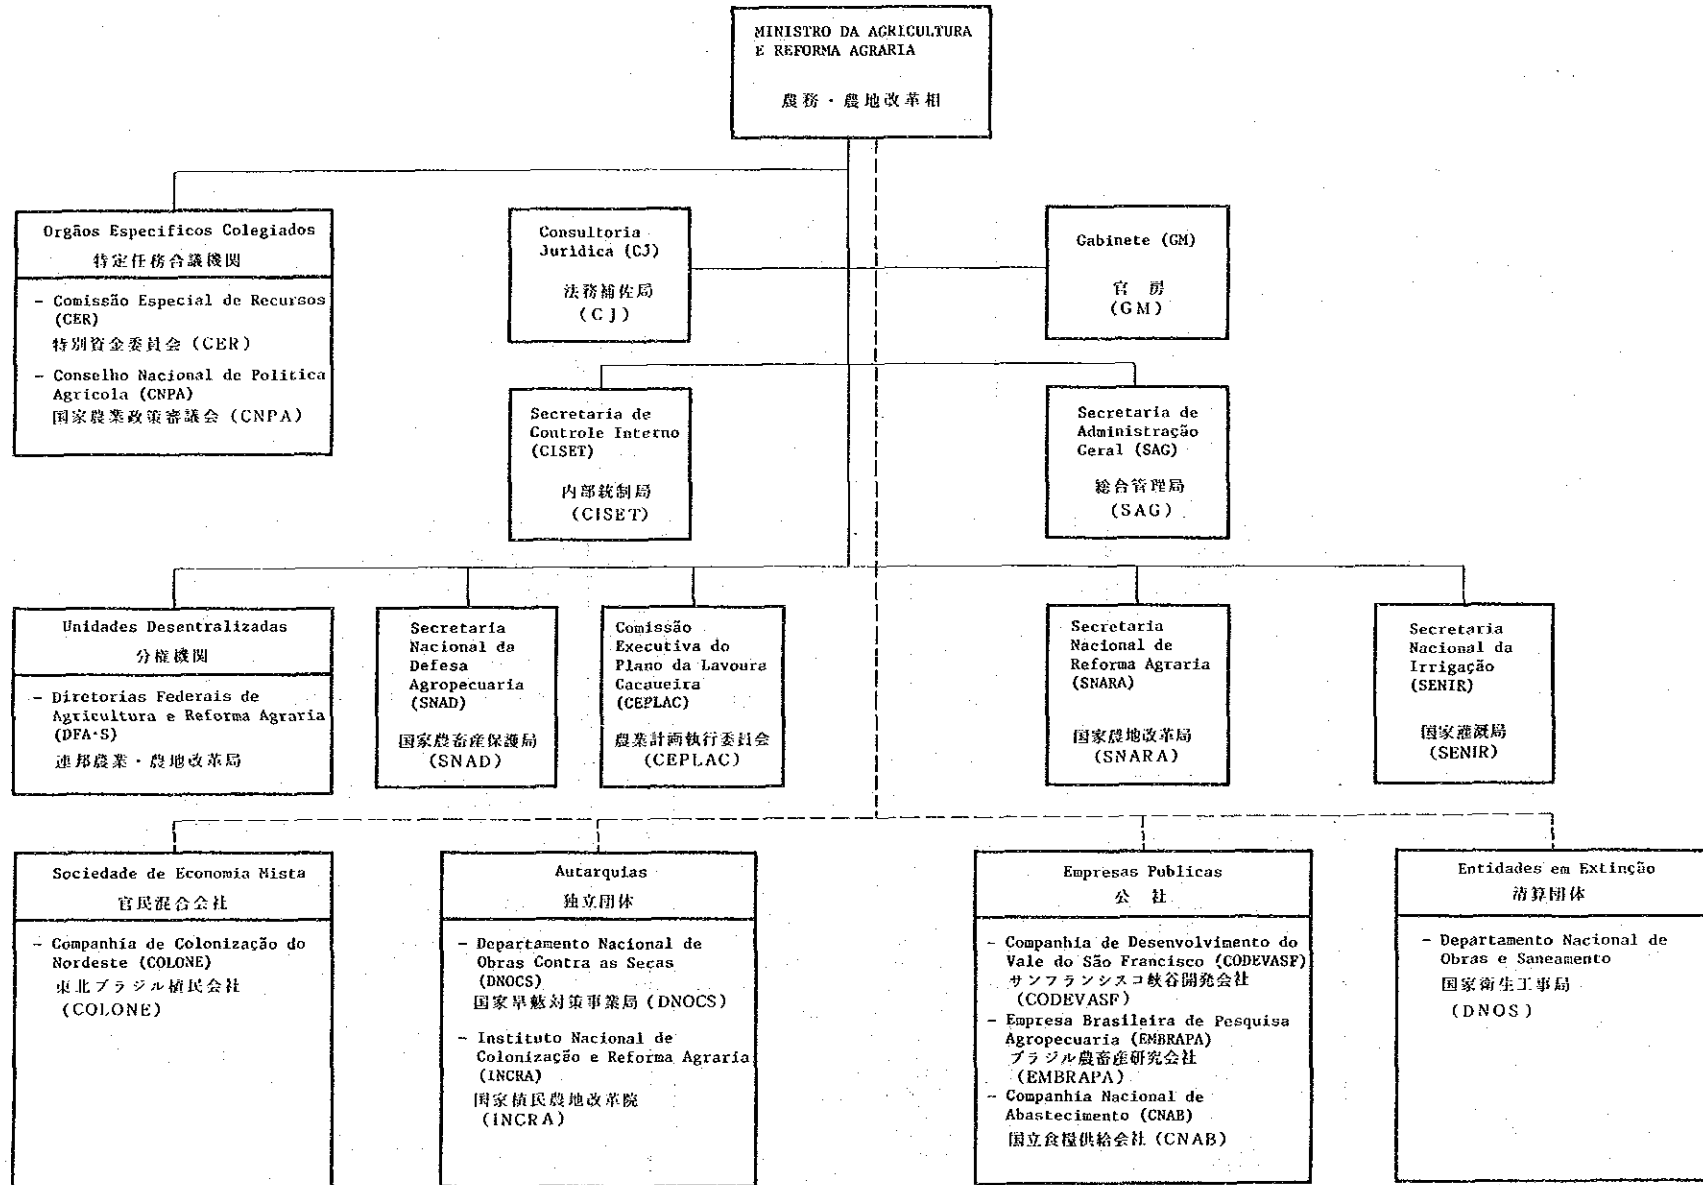 MINISTRO DA AGRICULTURA
E REFORMA AGRARIA
農務・農地改革相
Orgãos Especificos Colegiados
特定任務合議機関
- Comissão Especial de Recursos
(CER)
特別資金委員会 (CER)
- Conselho Nacional de Politica
Agricola (CNPA)
国家農業政策審議会 (CNPA)
Consultoria
Juridica (CJ)
法務補佐局
(CJ)
Gabinete (GM)
官 房
(GM)
Secretaria de
Controle Interno
(CISET)
内部統制局
(CISET)
Secretaria de
Administração
Geral (SAG)
総合管理局
(SAG)
Unidades Desentralizadas
分権機関
- Diretorias Federais de
Agricultura e Reforma Agraria
(DFA·S)
連邦農業・農地改革局
Secretaria
Nacional da
Defesa
Agropecuaria
(SNAD)
国家農畜産保護局
(SNAD)
Comissão
Executiva do
Plano da Lavoura
Cacaueira
(CEPLAC)
農業計画執行委員会
(CEPLAC)
Secretaria
Nacional de
Reforma Agraria
(SNARA)
国家農地改革局
(SNARA)
Secretaria
Nacional da
Irrigação
(SENIR)
国家灌漑局
(SENIR)
Sociedade de Economia Mista
官民混合会社
- Companhia de Colonização do
Nordeste (COLONE)
東北ブラジル植民会社
(COLONE)
Autarquias
独立団体
- Departamento Nacional de
Obras Contra as Secas
(DNOCS)
国家旱魃対策事業局 (DNOCS)
- Instituto Nacional de
Colonização e Reforma Agraria
(INCRA)
国家植民農地改革院
(INCRA)
Empresas Publicas
公 社
- Companhia de Desenvolvimento do
Vale do São Francisco (CODEVASF)
サンフランシスコ峡谷開発会社
(CODEVASF)
- Empresa Brasileira de Pesquisa
Agropecuaria (EMBRAPA)
ブラジル農畜産研究会社
(EMBRAPA)
- Companhia Nacional de
Abastecimento (CNAB)
国立食糧供給会社 (CNAB)
Entidades em Extinção
清算団体
- Departamento Nacional de
Obras e Saneamento
国家衛生工事局
(DNOS)